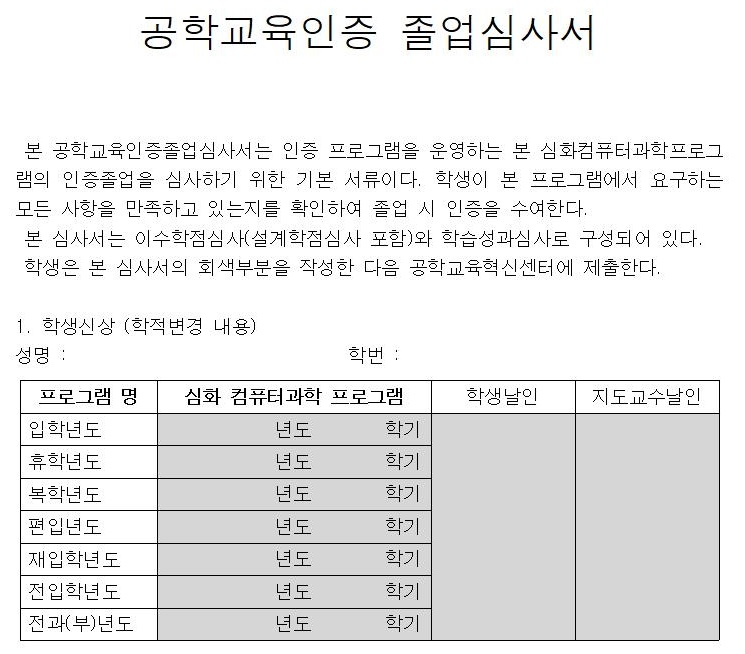 공학교육인증 졸업심사서
본 공학교육인증졸업심사서는 인증 프로그램을 운영하는 본 심화컴퓨터과학프로그
램의 인증졸업을 심사하기 위한 기본 서류이다. 학생이 본 프로그램에서 요구하는
모든 사항을 만족하고 있는지를 확인하여 졸업 시 인증을 수여한다.
본 심사서는 이수학점심사(설계학점심사 포함)와 학습성과심사로 구성되어 있다.
학생은 본 심사서의 회색부분을 작성한 다음 공학교육혁신센터에 제출한다.
1. 학생신상 (학적변경 내용)
성명 : 학번 :
프로그램 명 심화 컴퓨터과학 프로그램 학생날인 지도교수날인
입학년도 년도 학기
휴학년도 년도 학기
복학년도 년도 학기
편입년도 년도 학기
재입학년도 년도 학기
전입학년도 년도 학기
전과(부)년도 년도 학기